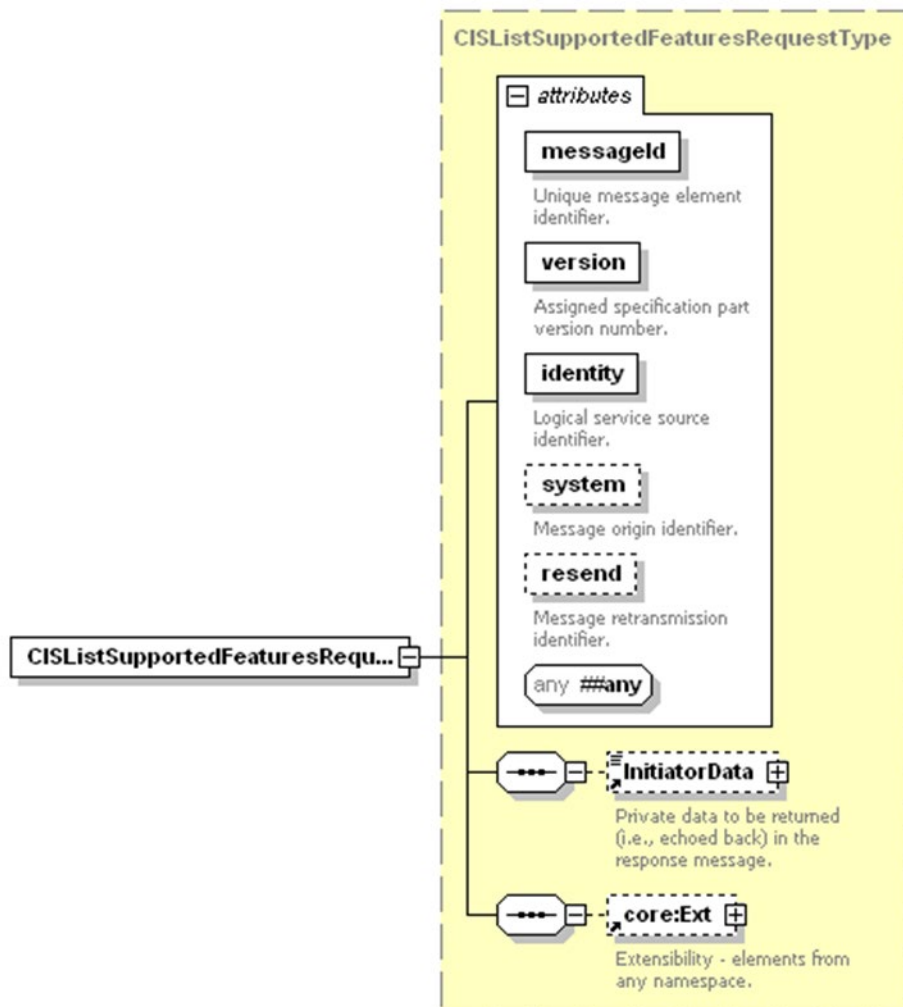 CISListSupportedFeaturesRequestType
attributes
messageId
Unique message element
identifier.
version
Assigned specification part
version number.
identity
Logical service source
identifier.
system
Message origin identifier.
resend
Message retransmission
identifier.
CISListSupportedFeaturesRequ...
any ##any
InitiatorData
Private data to be returned
(i.e., echoed back) in the
response message.
core:Ext
Extensibility - elements from
any namespace.